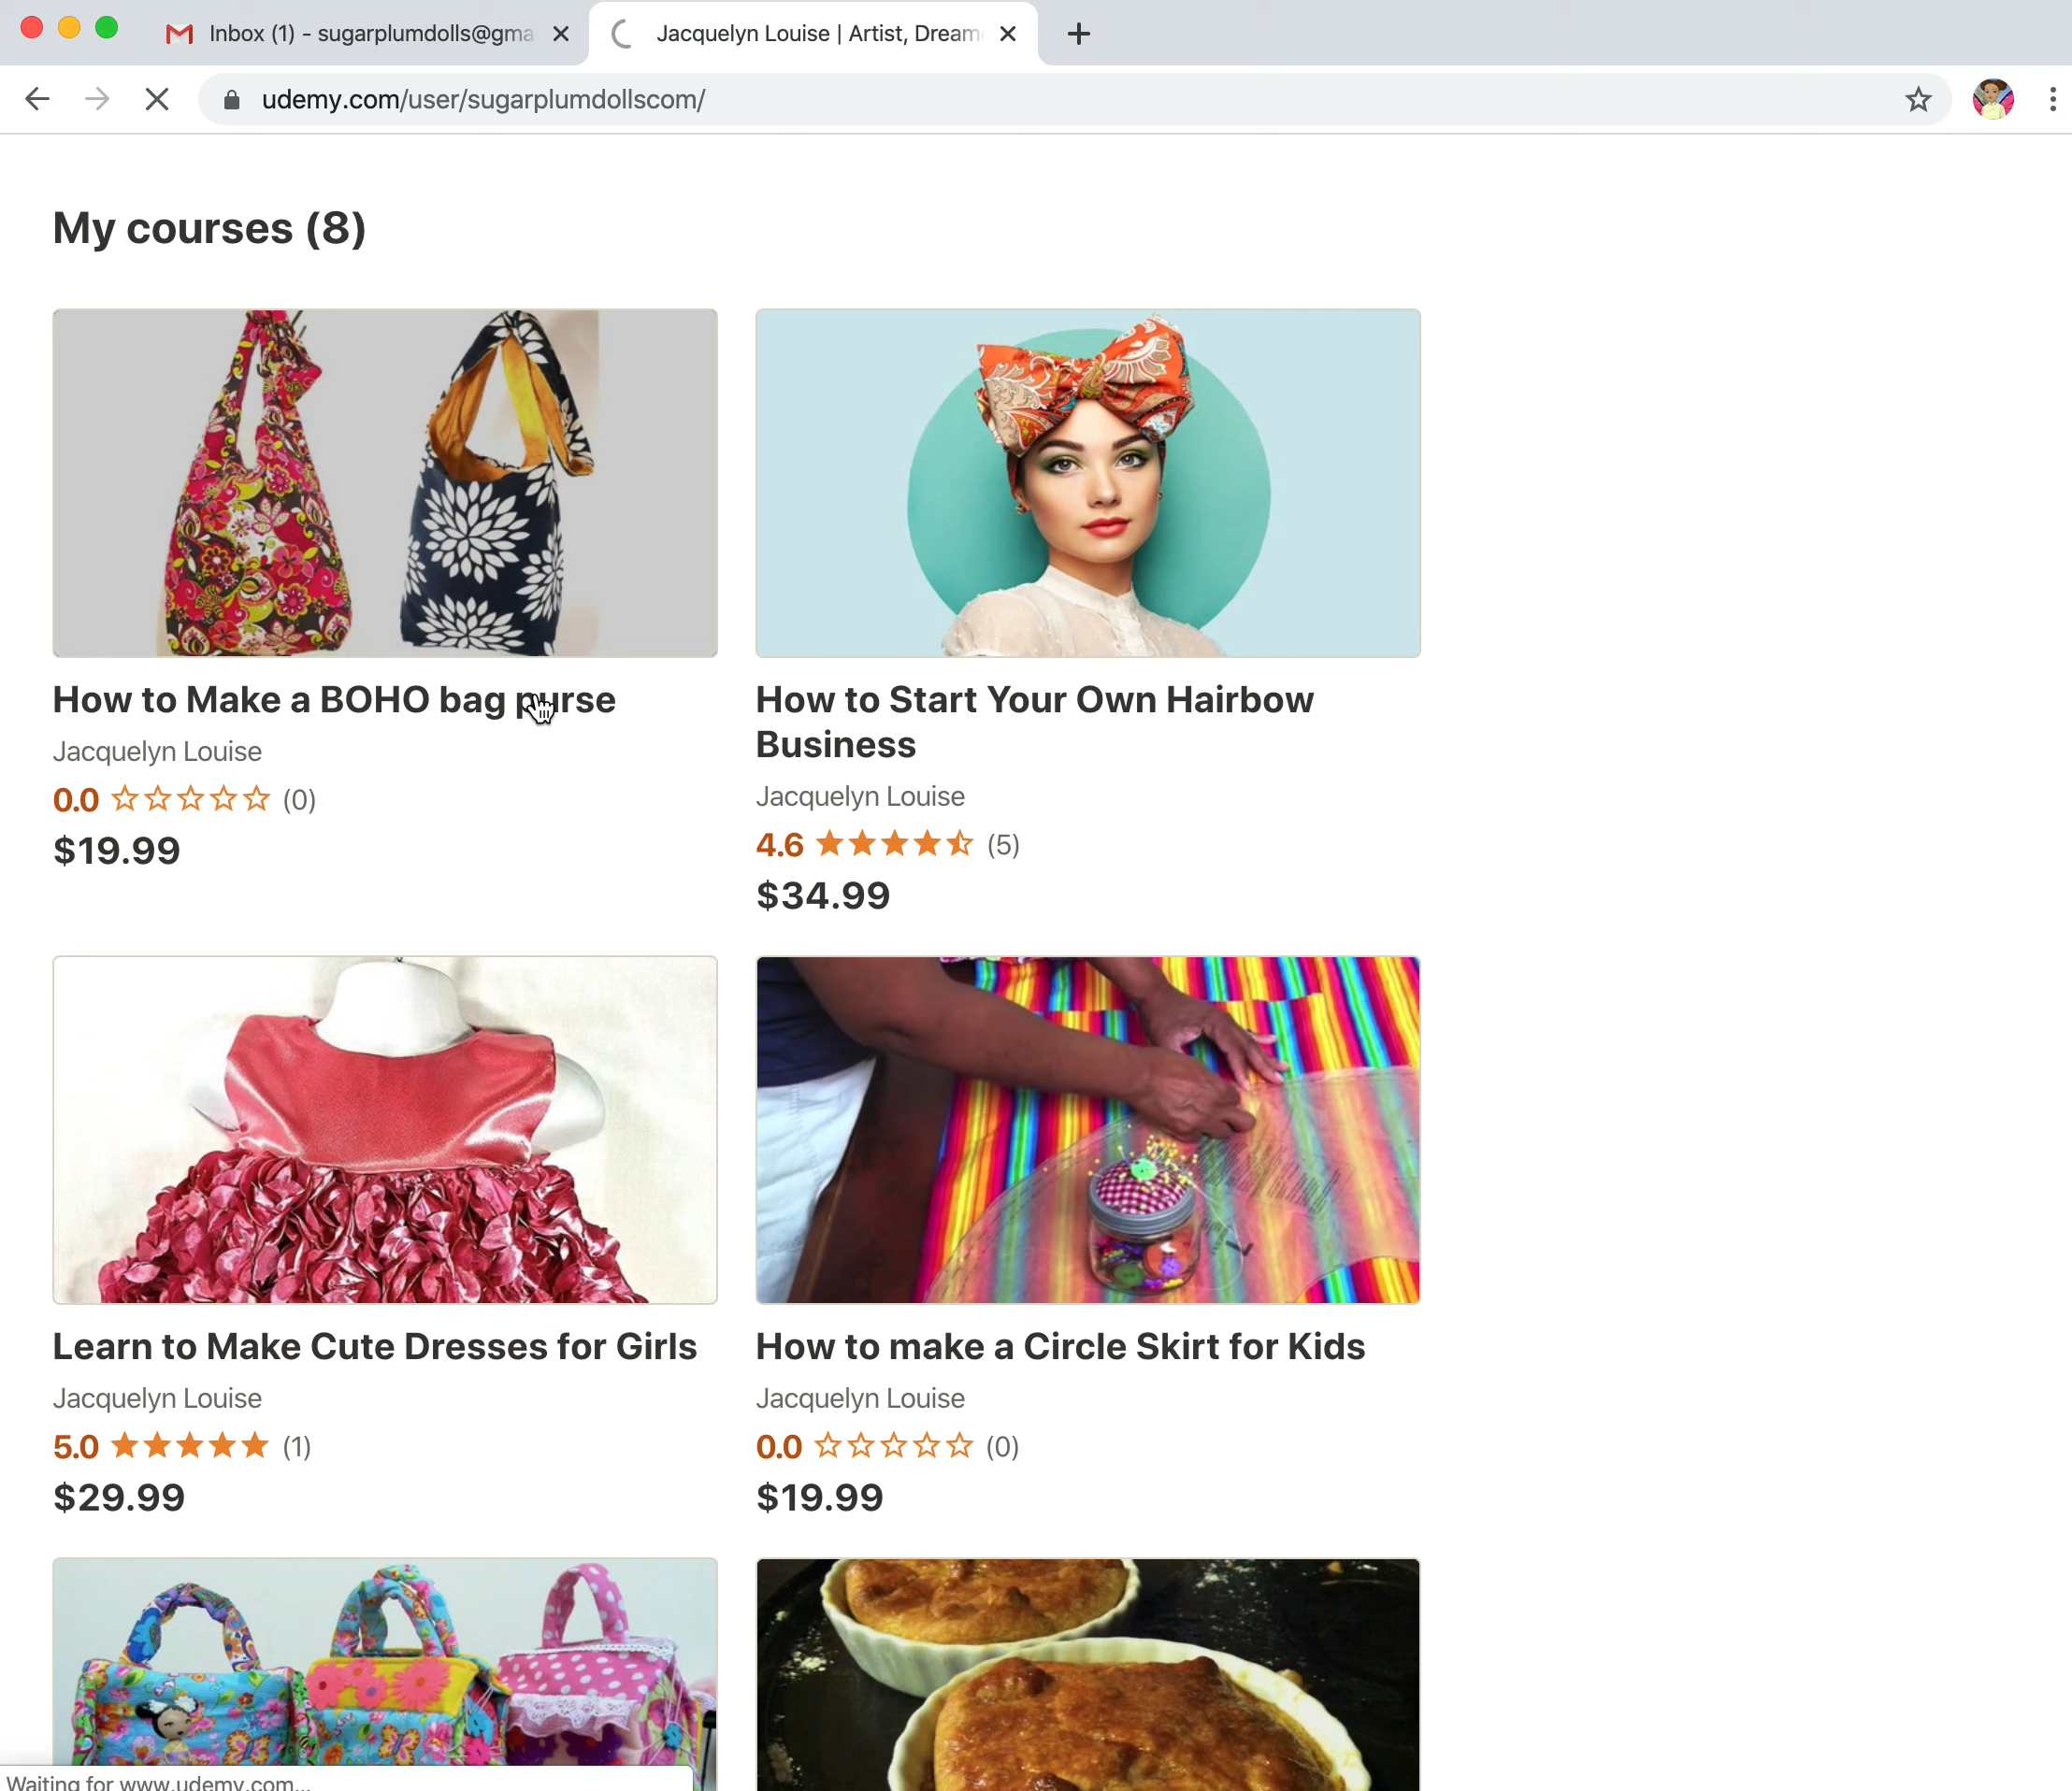 Inbox (1) - sugarplumdolls@gma
Jacquelyn Louise | Artist, Dream
udemy.com/user/sugarplumdollscom/
My courses (8)
How to Make a BOHO bag purse
Jacquelyn Louise
0.0 (0)
$19.99
How to Start Your Own Hairbow
Business
Jacquelyn Louise
4.6 (5)
$34.99
Learn to Make Cute Dresses for Girls
Jacquelyn Louise
5.0 (1)
$29.99
How to make a Circle Skirt for Kids
Jacquelyn Louise
0.0 (0)
$19.99
Waiting for www.udemy.com...